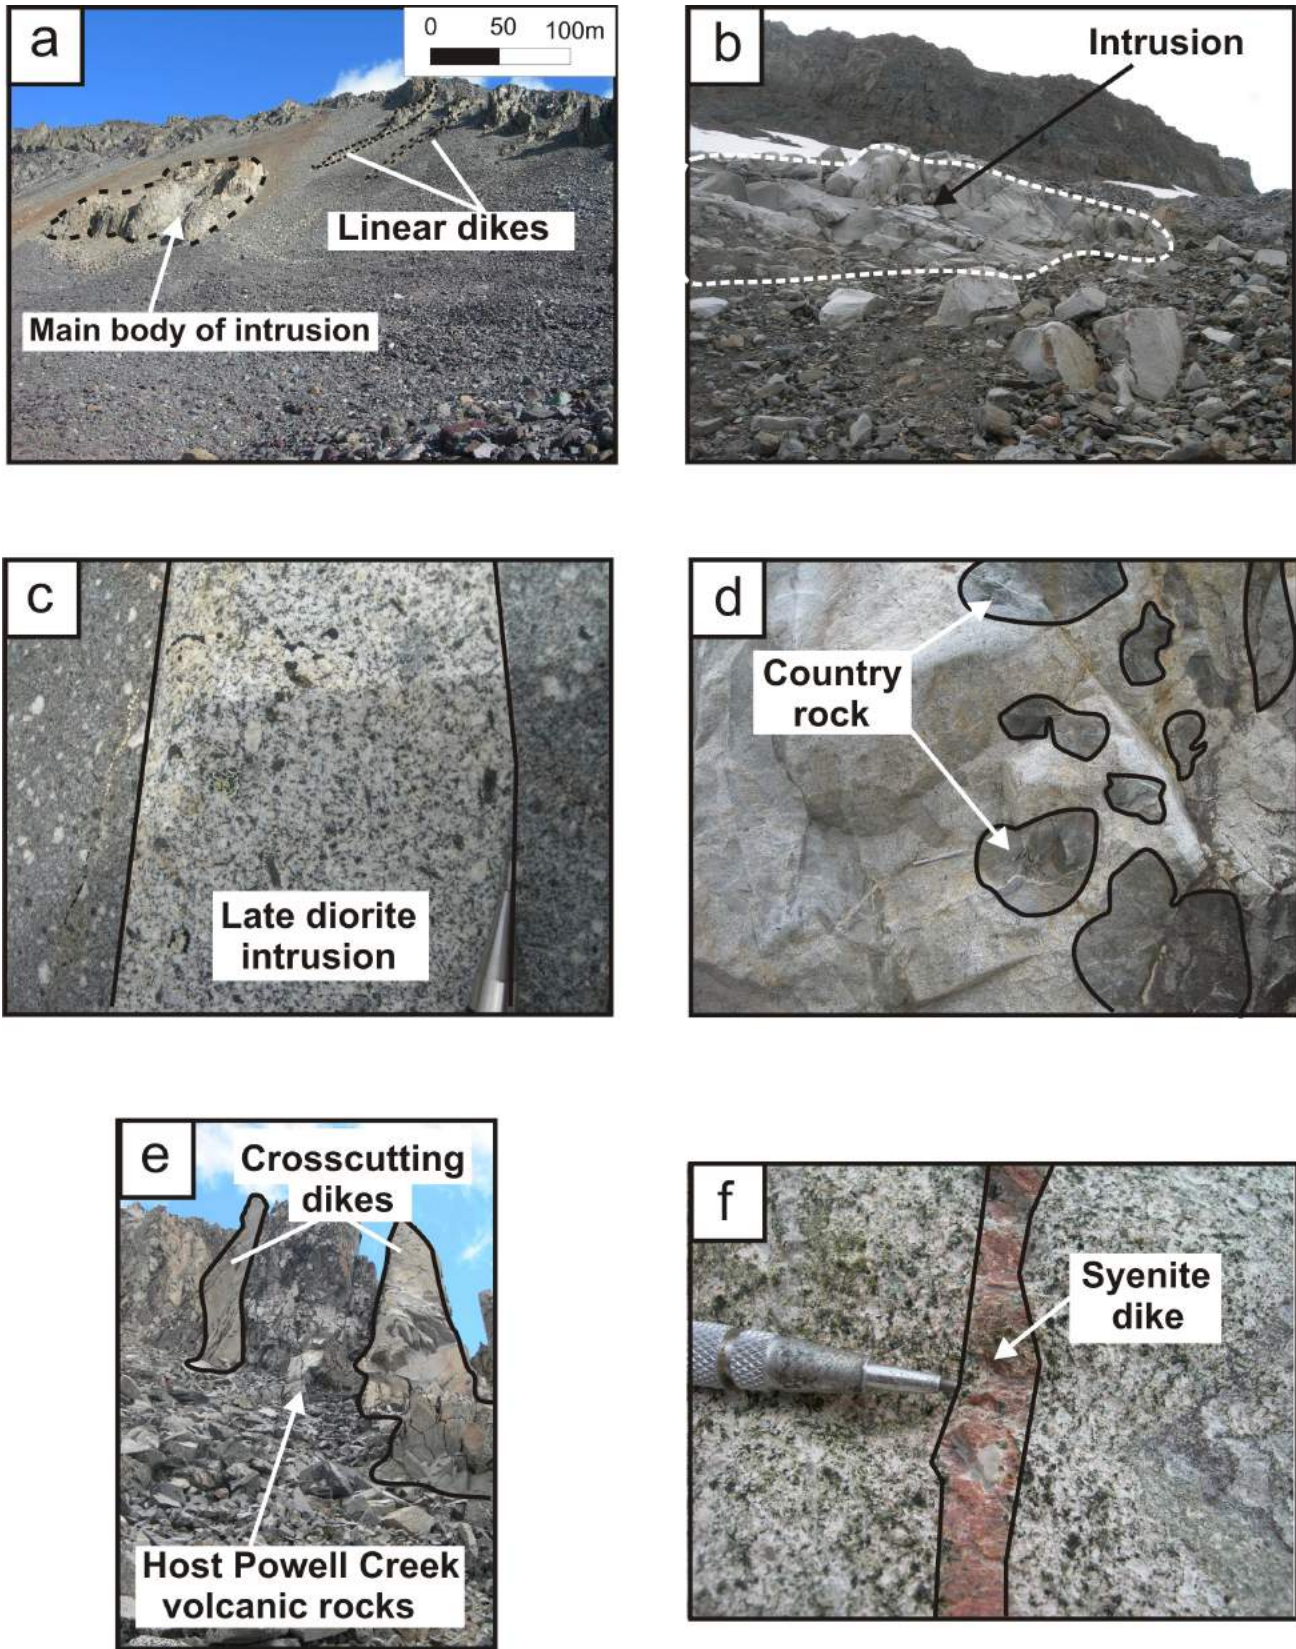 a
0 50 100m
Linear dikes
Main body of intrusion
b
Intrusion
c
Late diorite
intrusion
d
Country
rock
e
Crosscutting
dikes
Host Powell Creek
volcanic rocks
f
Syenite
dike